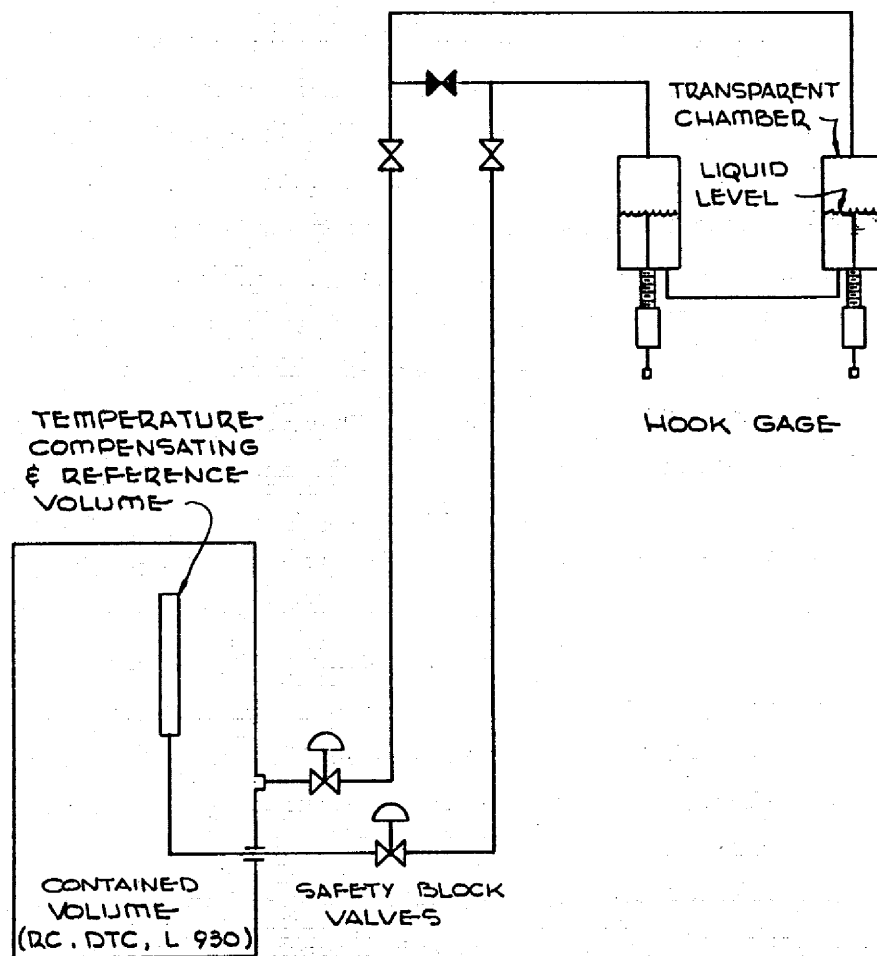 TRANSPARENT
CHAMBER
LIQUID
LEVEL
HOOK GAGE
TEMPERATURE
COMPENSATING
& REFERENCE
VOLUME
CONTAINED
VOLUME
(RC, DTC, L 930)
SAFETY BLOCK
VALVES